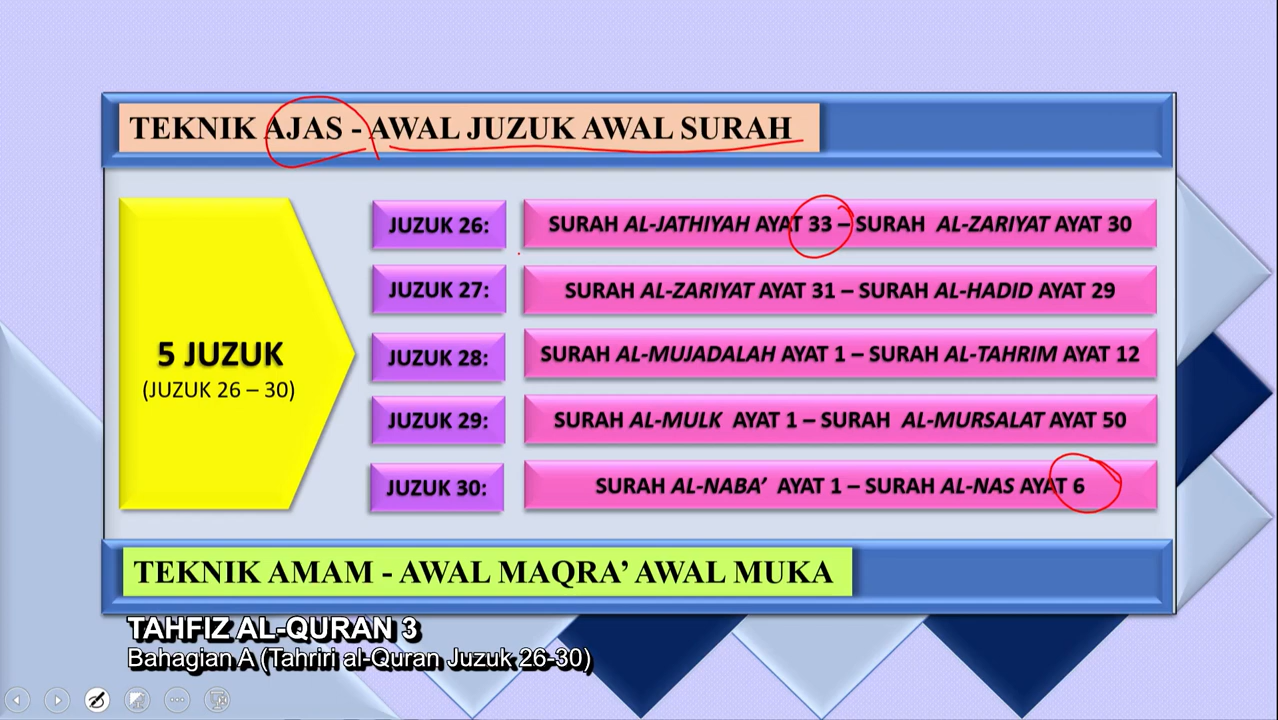 TEKNIK AJAS - AWAL JUZUK AWAL SURAH
5 JUZUK
(JUZUK 26 – 30)
JUZUK 26:
SURAH AL-JATHIYAH AYAT 33 – SURAH AL-ZARIYAT AYAT 30
JUZUK 27:
SURAH AL-ZARIYAT AYAT 31 – SURAH AL-HADID AYAT 29
JUZUK 28:
SURAH AL-MUJADALAH AYAT 1 – SURAH AL-TAHRIM AYAT 12
JUZUK 29:
SURAH AL-MULK AYAT 1 – SURAH AL-MURSALAT AYAT 50
JUZUK 30:
SURAH AL-NABA’ AYAT 1 – SURAH AL-NAS AYAT 6
TEKNIK AMAM - AWAL MAQRA’ AWAL MUKA
TAHFIZ AL-QURAN 3
Bahagian A (Tahriri al-Quran Juzuk 26-30)